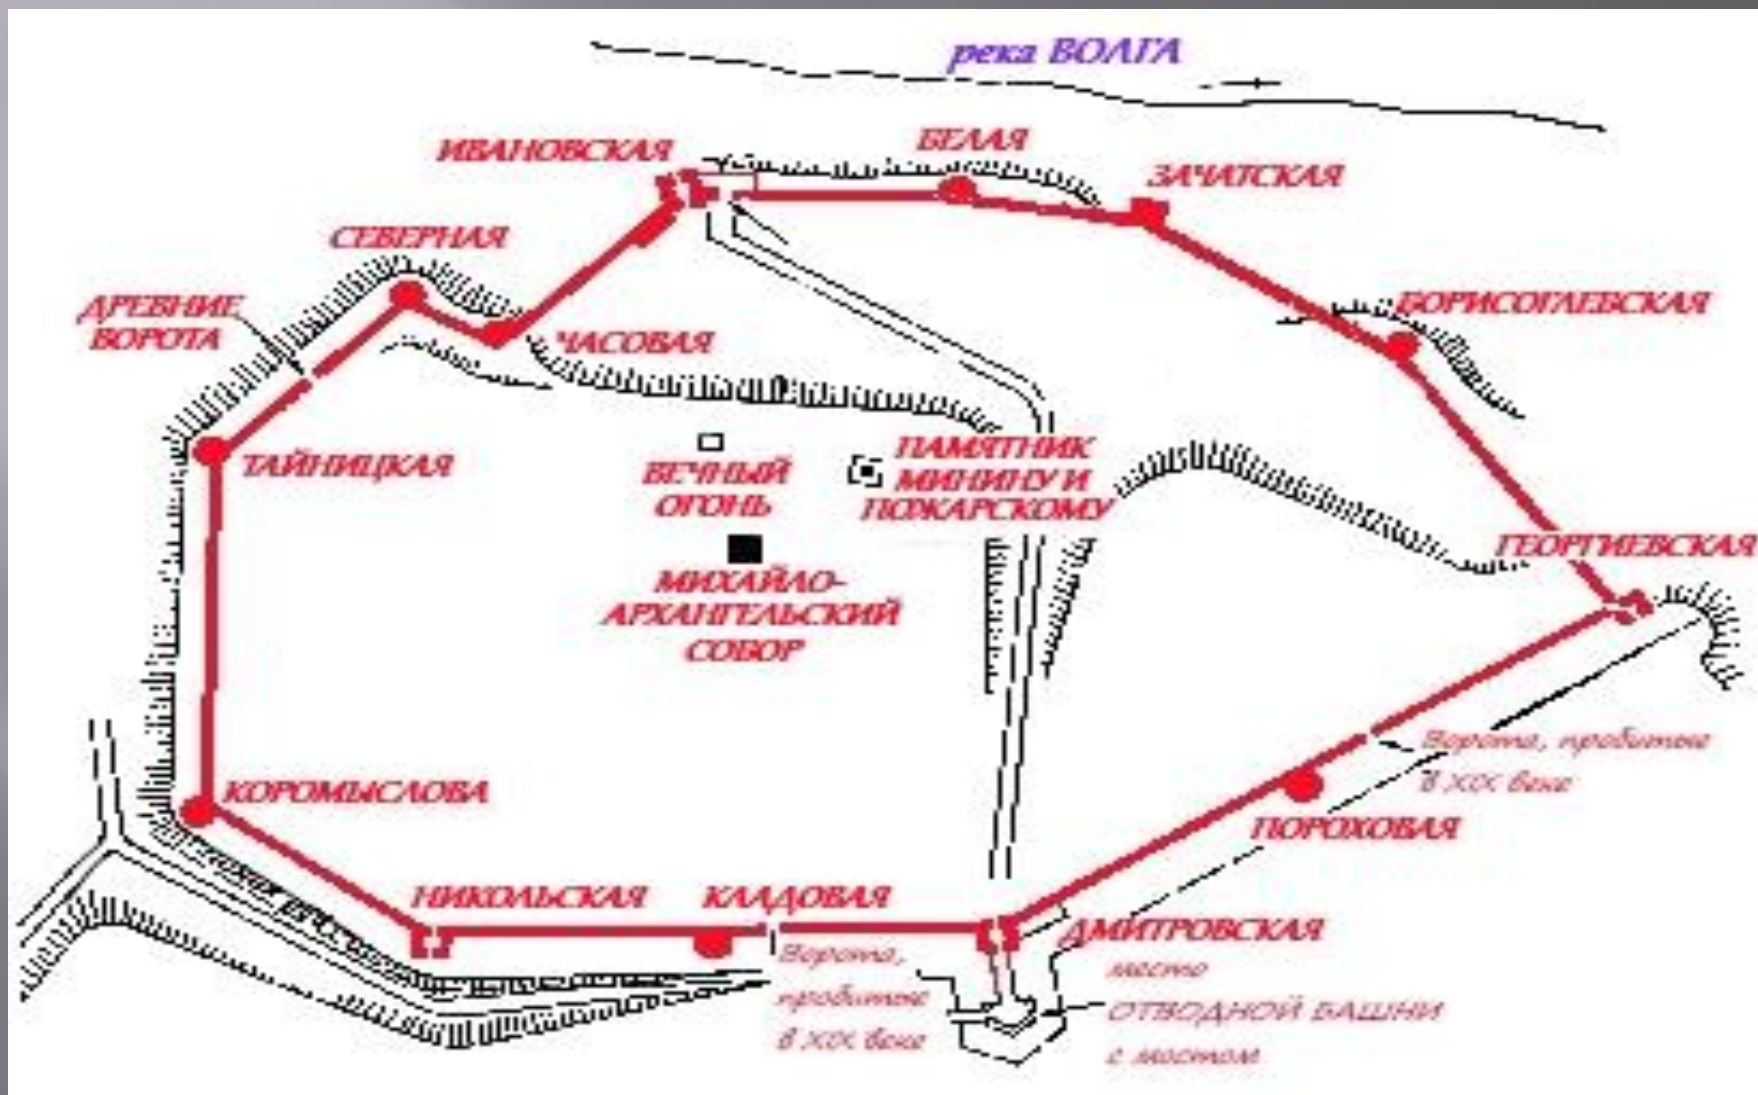 река ВОЛГА
БЕЛАЯ
ИВАНОВСКАЯ
ЗАЧАТСКАЯ
СЕВЕРНАЯ
ДРЕВНИЕ
ВОРОТА
БОРИСОГЛЕБСКАЯ
ЧАСОВАЯ
ТАЙНИЦКАЯ
ВЕЧНЫЙ
ОГОНЬ
ПАМЯТНИК
МИНИНУ И
ПОЖАРСКОМУ
ГЕОРГИЕВСКАЯ
МИХАЙЛО-
АРХАНГЕЛЬСКИЙ
СОБОР
Ворота, пробитые
в XIX веке
КОРОМЫСЛОВА
ПОРОХОВАЯ
НИКОЛЬСКАЯ
КЛАДОВАЯ
ДМИТРОВСКАЯ
Ворота,
пробитые
в XIX веке
место
ОТВОДНОЙ БАШНИ
с мостом